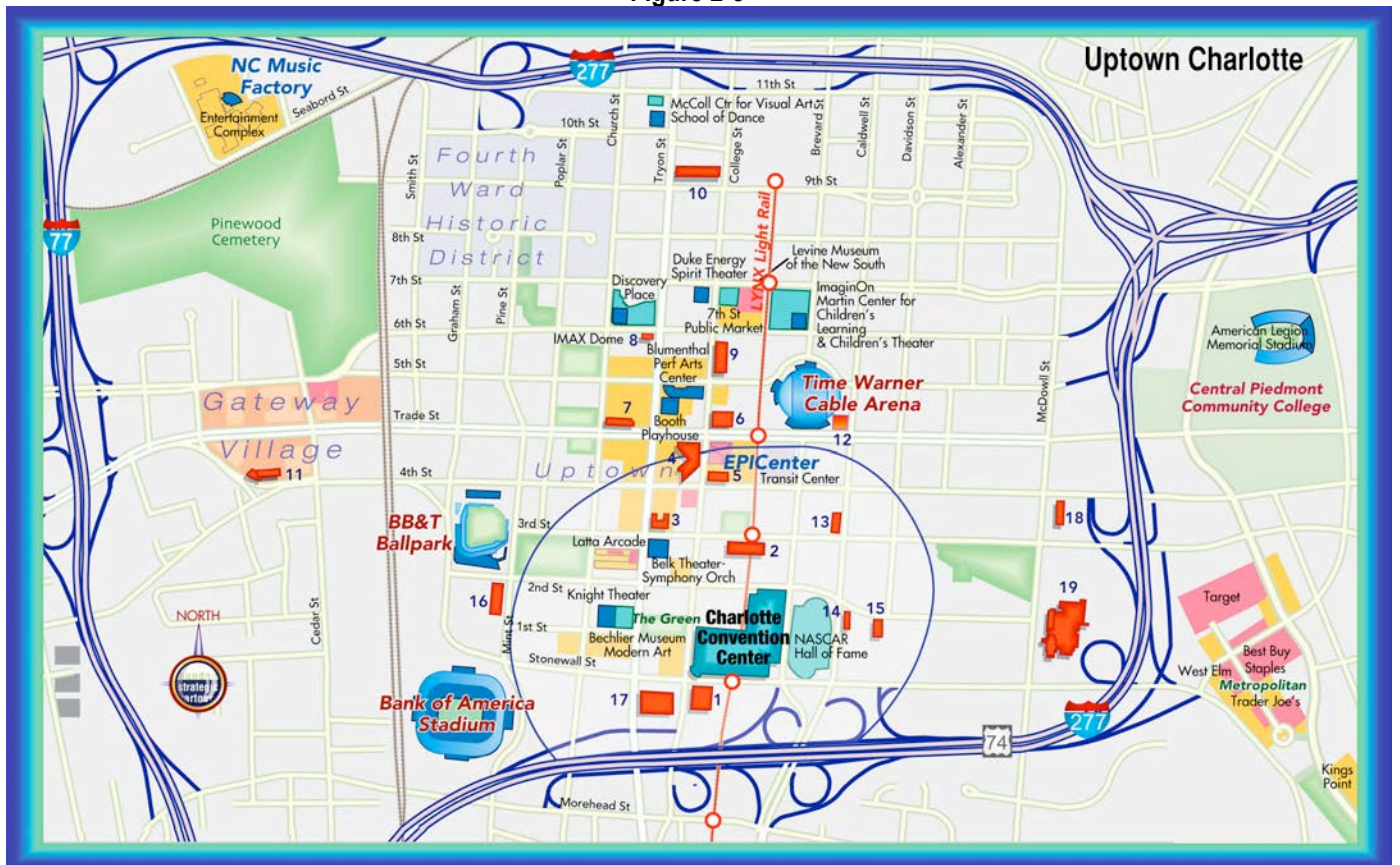 Uptown Charlotte
NC Music
Factory
Entertainment
Complex
Seabord St
277
11th St
McColl Ctr for Visual Art
School of Dance
10th St
Church St
Tryon St
College St
Brevard St
Caldwell St
Davidson St
Alexander St
Poplar St
Smith St
Fourth
Ward
Historic
District
10
9th St
77
Pinewood
Cemetery
8th St
7th St
LYNX Light Rail
Levine Museum
of the New South
Duke Energy
Spirit Theater
Discovery
Place
7th St
Public Market
ImaginOn
Martin Center for
Children's
Learning
& Children's Theater
Graham St
Pine St
6th St
IMAX Dome
8
Blumenthal
Perf Arts
Center
9
American Legion
Memorial Stadium
5th St
Time Warner
Cable Arena
McDowll St
Central Piedmont
Community College
Gateway
Village
Trade St
7
Booth
Playhouse
6
12
11
4th St
Uptown
4
EPICenter
5
Transit Center
BB&T
Ballpark
3rd St
3
13
18
Latta Arcade
Belk Theater-
Symphony Orch
2
2nd St
Knight Theater
16
19
Target
NORTH
Cedar St
Mint St
1st St
The Green
Charlotte
Convention
Center
14
15
NASCAR
Hall of Fame
Bechlier Museum
Modern Art
Stonewall St
Best Buy
Staples
West Elm
Metropolitan
Trader Joe's
strategic
Bank of America
Stadium
17
1
277
74
Kings
Point
Morehead St